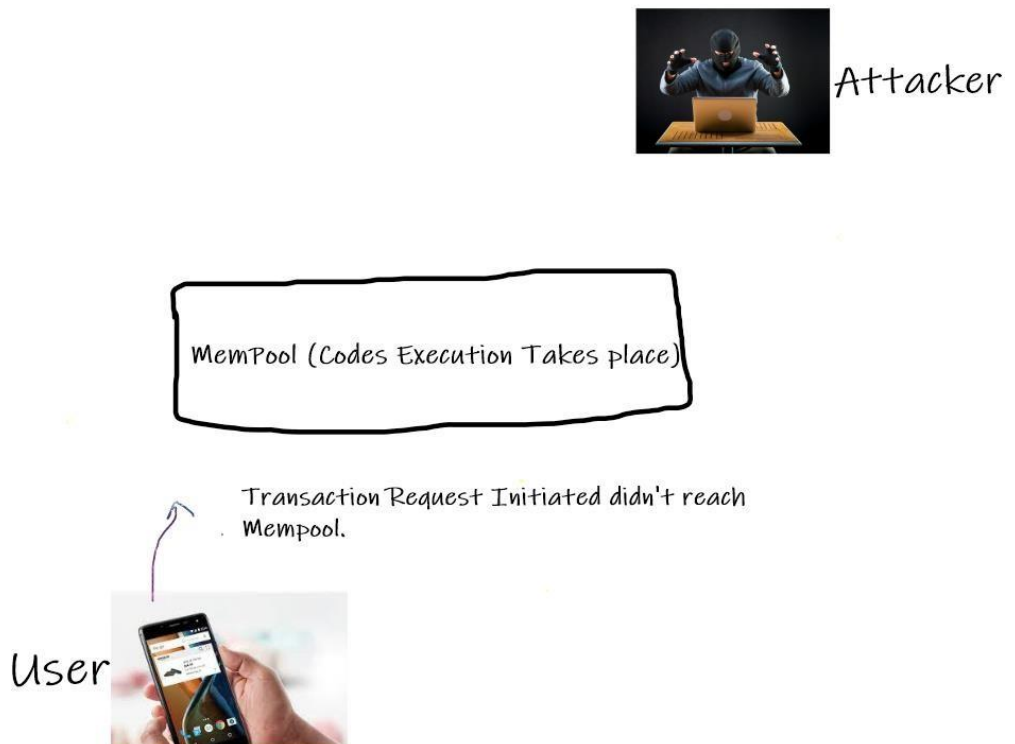 Attacker
MemPool (Codes Execution Takes place)
Transaction Request Initiated didn't reach
Mempool.
User